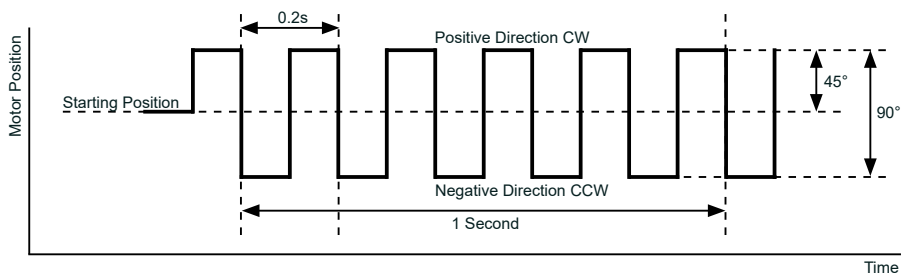 0.2s
Positive Direction CW
Motor Position
45°
Starting Position
90°
Negative Direction CCW
1 Second
Time